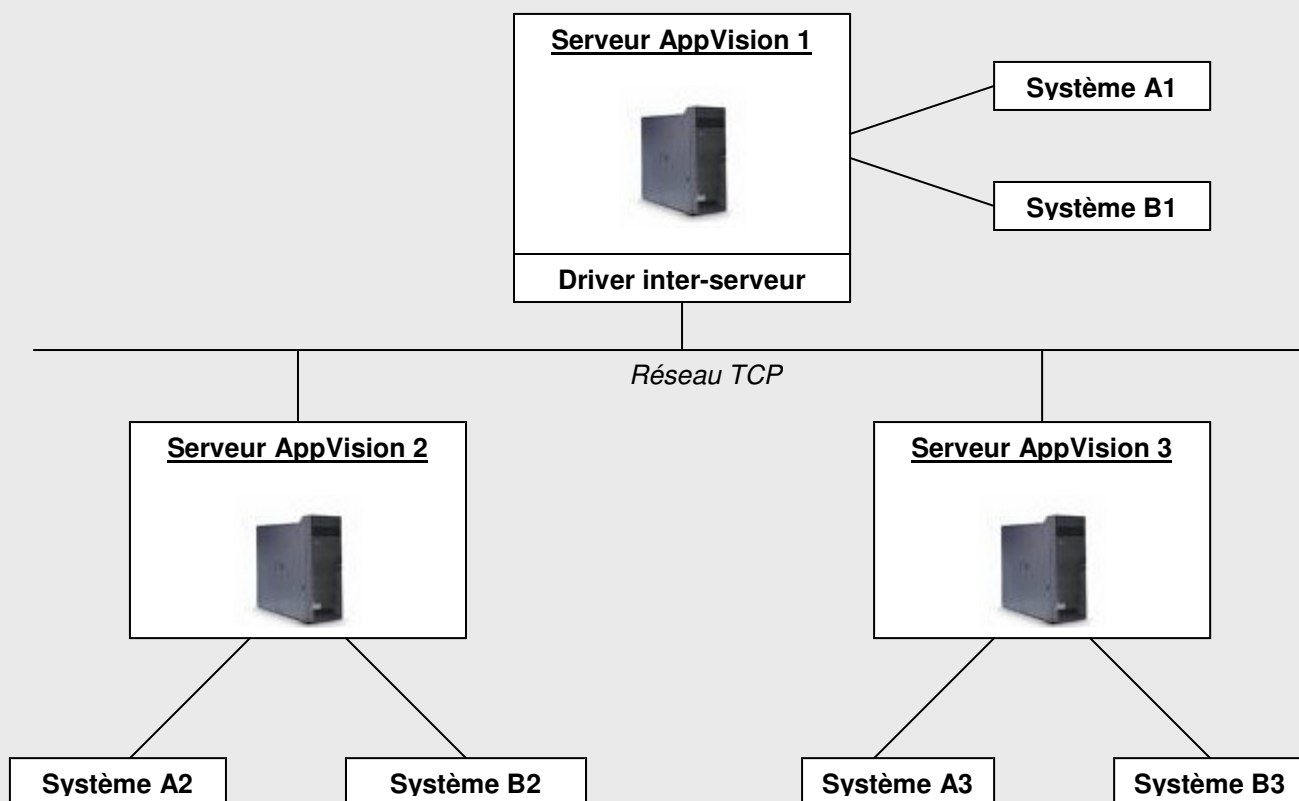 Serveur AppVision 1
Système A1
Système B1
Driver inter-serveur
Réseau TCP
Serveur AppVision 2
Serveur AppVision 3
Système A2
Système B2
Système A3
Système B3